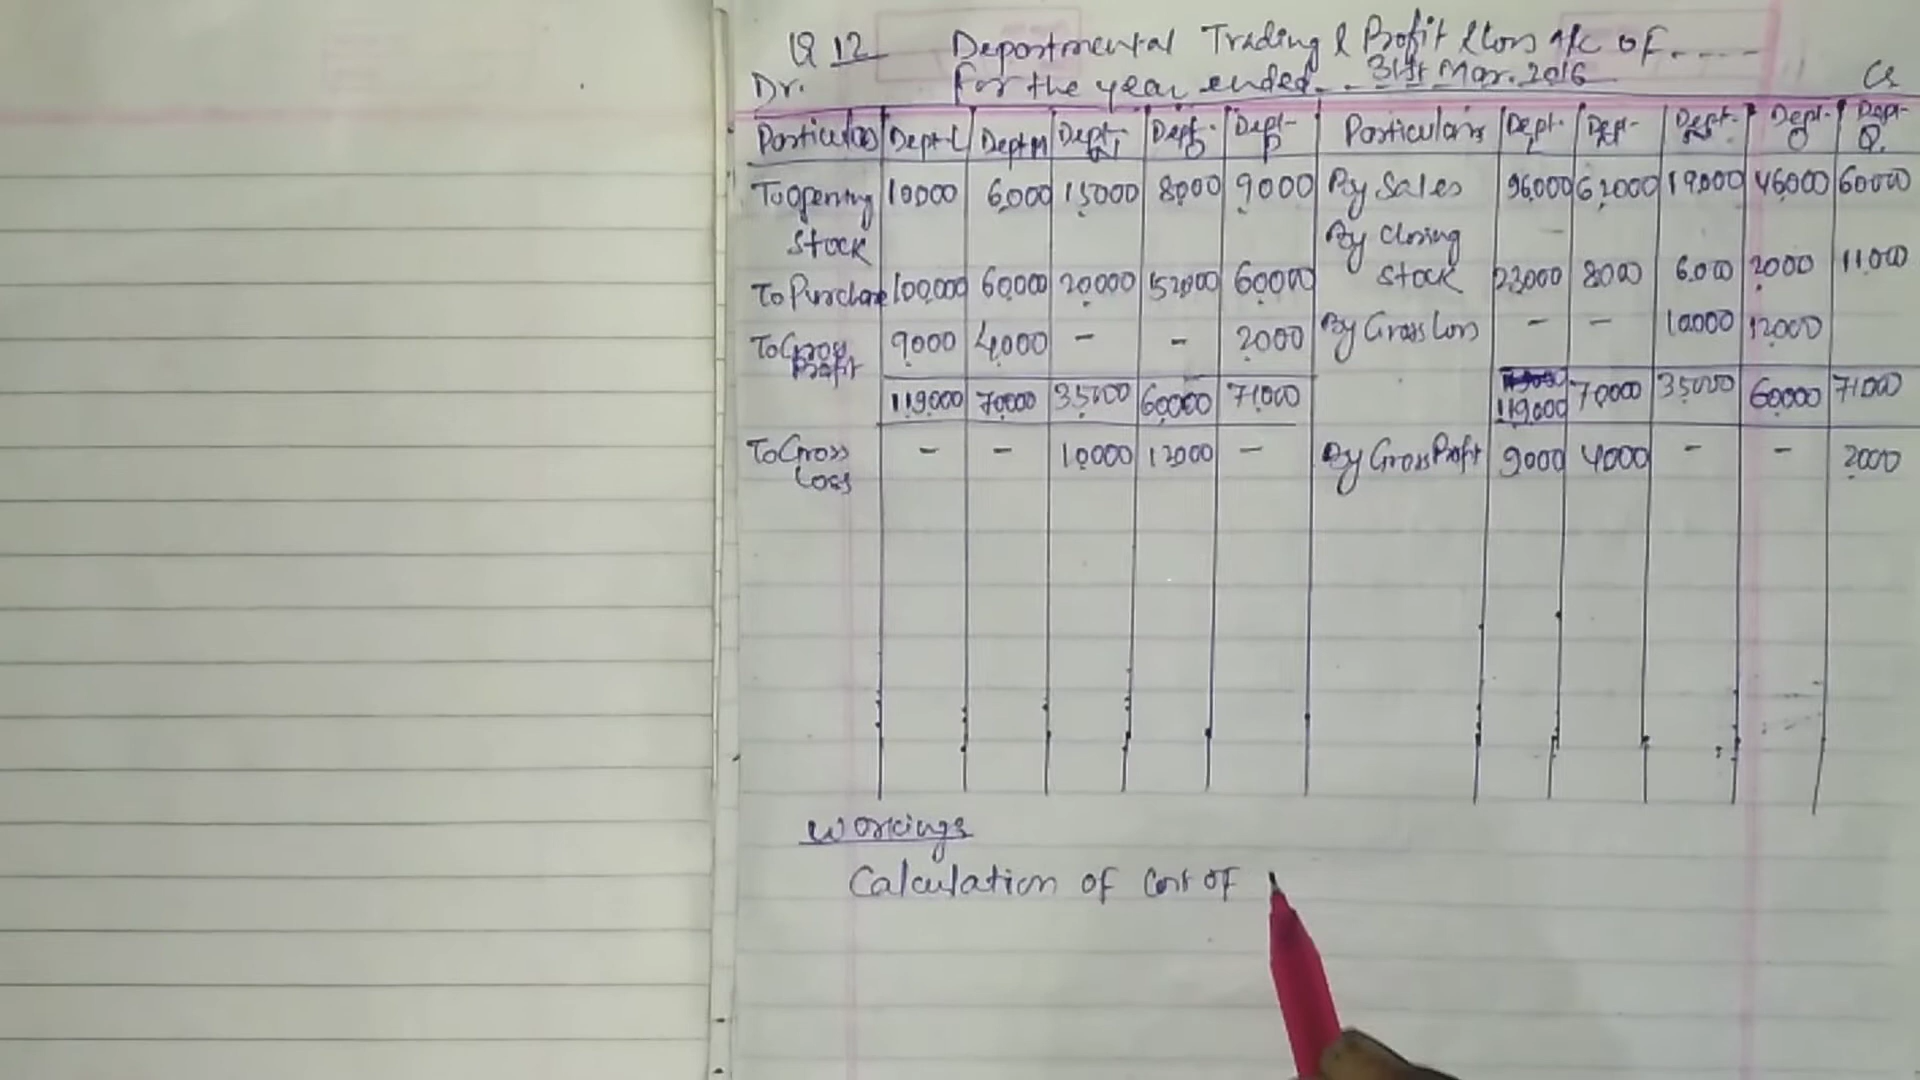 Q 12 Departmental Trading & Profit & Loss A/c of.....
Dr. For the year ended... 31st Mar. 2016 Cr
Particulars Dept-L Dept M Dept- N Dept- O Dept- P Particulars Dept. L Dept- Dept- Dept- O Dept- Q.
To opening 10000 6000 15000 8000 9000 By Sales 96000 62000 19000 46000 60000
Stock By Closing
To Purchase 100000 60000 20000 52000 60000 Stock 23000 8000 6000 2000 11000
To Gross 9000 4000 - - 2000 By Gross Loss - - 10000 12000
Profit
119000 70000 35000 60000 71000 119000 70000 35000 60000 71000
To Gross - - 10000 12000 - By Gross Profit 9000 4000 - - 2000
Loss
Workings
Calculation of Cost of